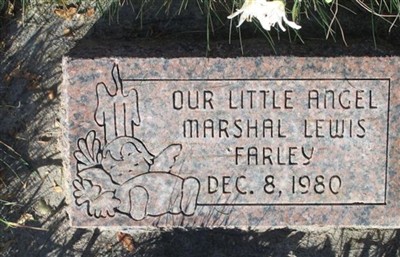 OUR LITTLE ANGEL
MARSHAL LEWIS
FARLEY
DEC. 8, 1980